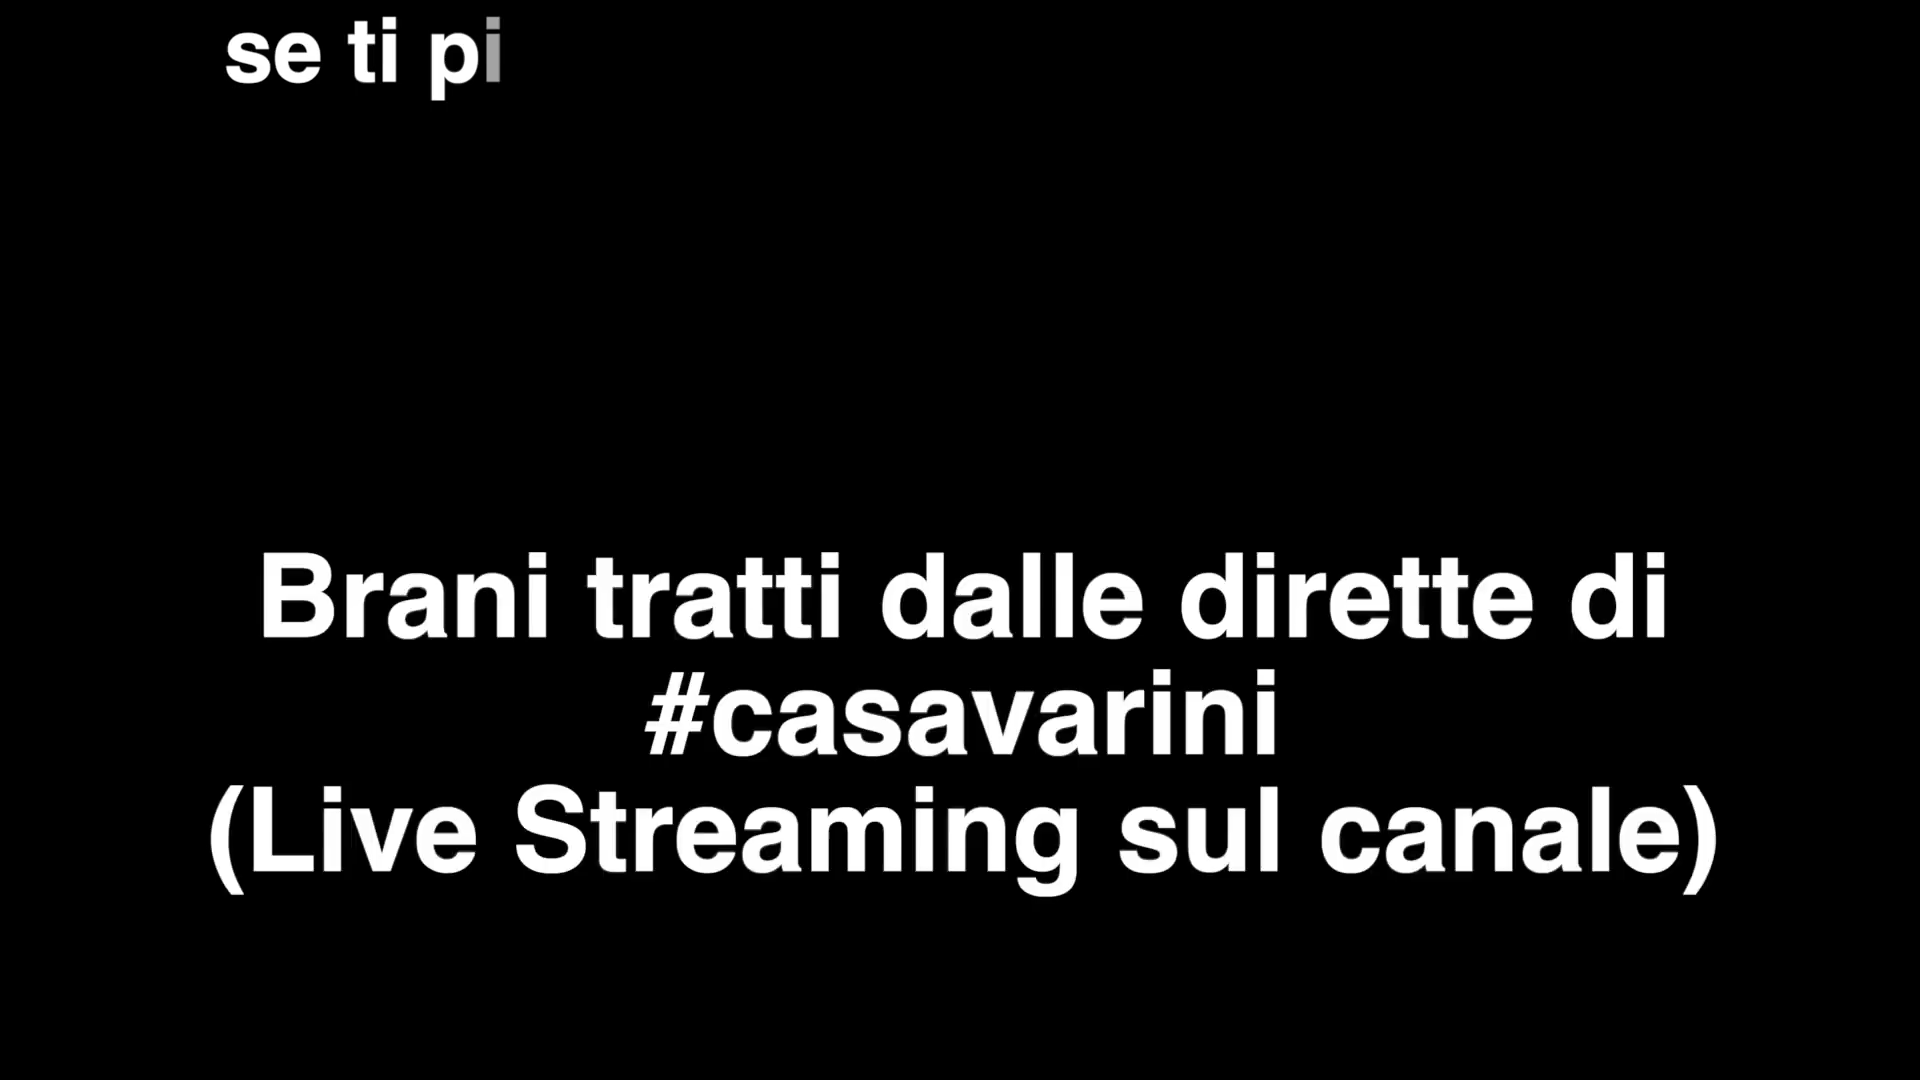 se ti pi
Brani tratti dalle dirette di
#casavarini
(Live Streaming sul canale)